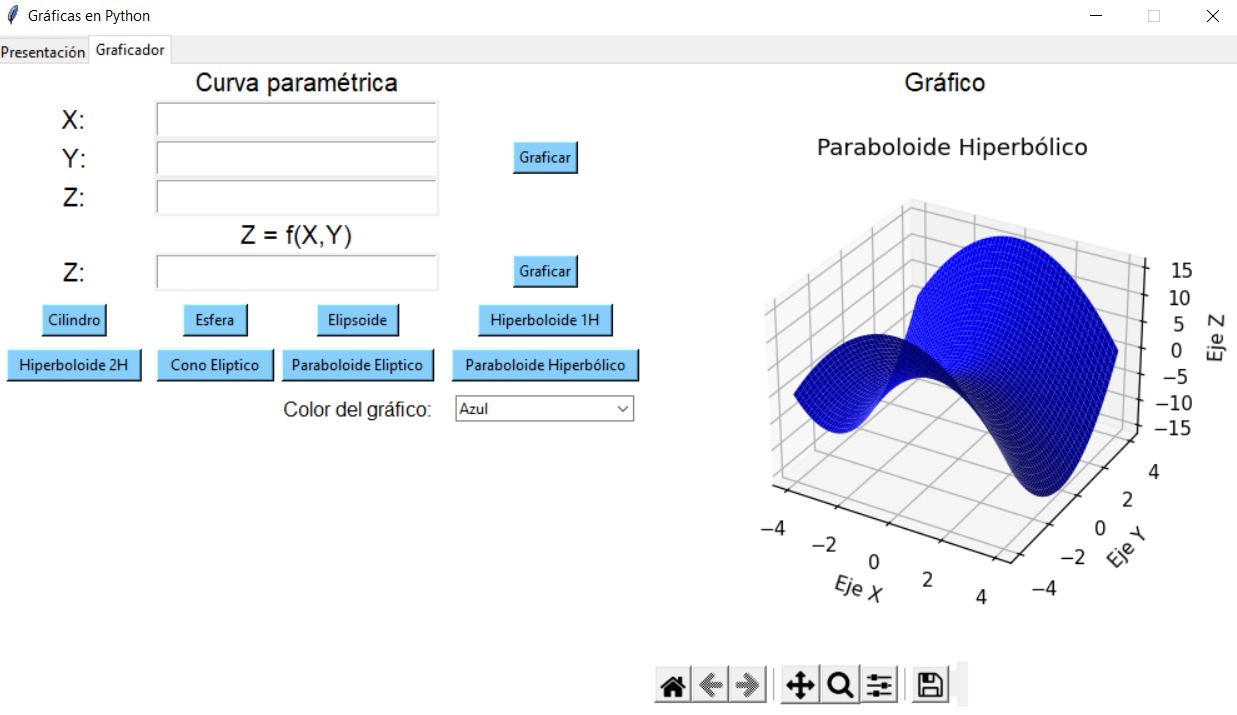 Gráficas en Python
Presentación Graficador
Curva paramétrica
X:
Y:
Graficar
Z:
Z = f(X,Y)
Z:
Graficar
Cilindro Esfera Elipsoide Hiperboloide 1H
Hiperboloide 2H Cono Eliptico Paraboloide Eliptico Paraboloide Hiperbólico
Color del gráfico: Azul
Gráfico
Paraboloide Hiperbólico
15
10
5
0
−5
−10
−15
Eje Z
−4 −2 0 2 4
Eje X
−4 −2 0 2 4
Eje Y